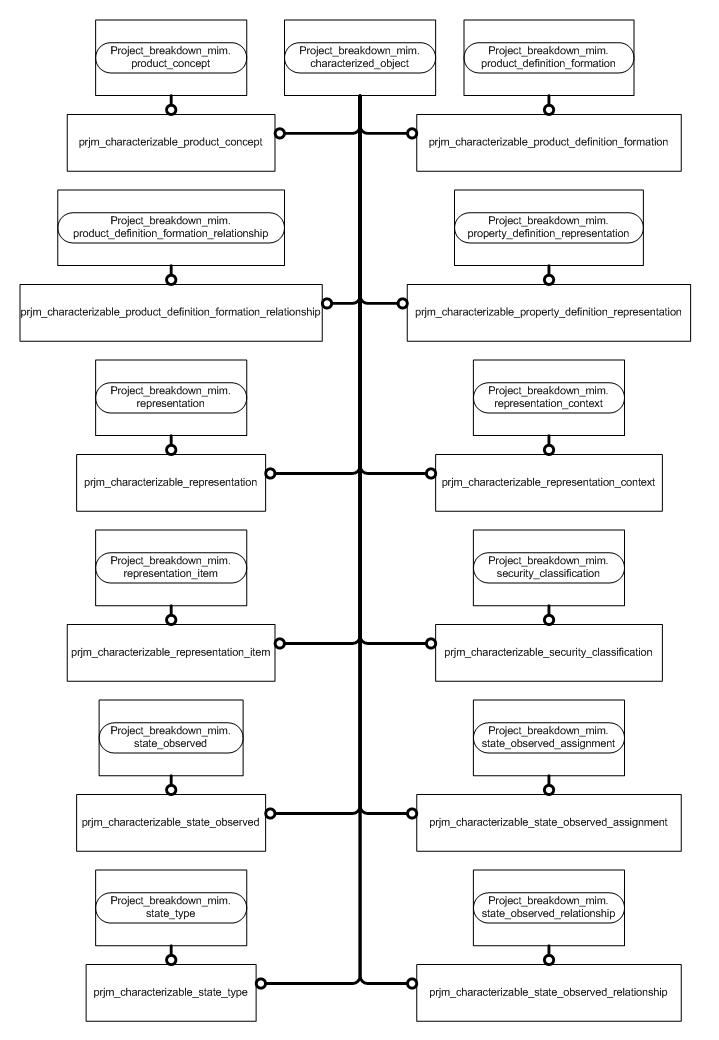 Project_breakdown_mim.
product_concept
Project_breakdown_mim.
characterized_object
Project_breakdown_mim.
product_definition_formation
prjm_characterizable_product_concept
prjm_characterizable_product_definition_formation
Project_breakdown_mim.
product_definition_formation_relationship
Project_breakdown_mim.
property_definition_representation
prjm_characterizable_product_definition_formation_relationship
prjm_characterizable_property_definition_representation
Project_breakdown_mim.
representation
Project_breakdown_mim.
representation_context
prjm_characterizable_representation
prjm_characterizable_representation_context
Project_breakdown_mim.
representation_item
Project_breakdown_mim.
security_classification
prjm_characterizable_representation_item
prjm_characterizable_security_classification
Project_breakdown_mim.
state_observed
Project_breakdown_mim.
state_observed_assignment
prjm_characterizable_state_observed
prjm_characterizable_state_observed_assignment
Project_breakdown_mim.
state_type
Project_breakdown_mim.
state_observed_relationship
prjm_characterizable_state_type
prjm_characterizable_state_observed_relationship